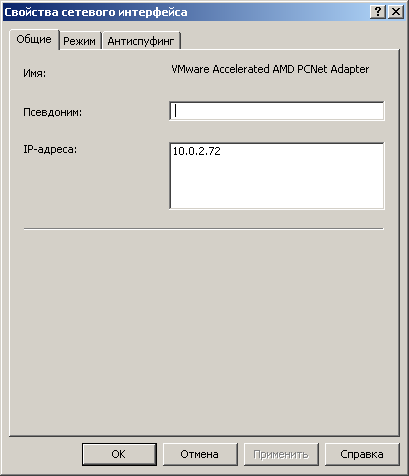 Свойства сетевого интерфейса
Общие Режим Антиспуфинг
Имя: VMware Accelerated AMD PCNet Adapter
Псевдоним:
IP-адреса: 10.0.2.72
OK Отмена Применить Справка